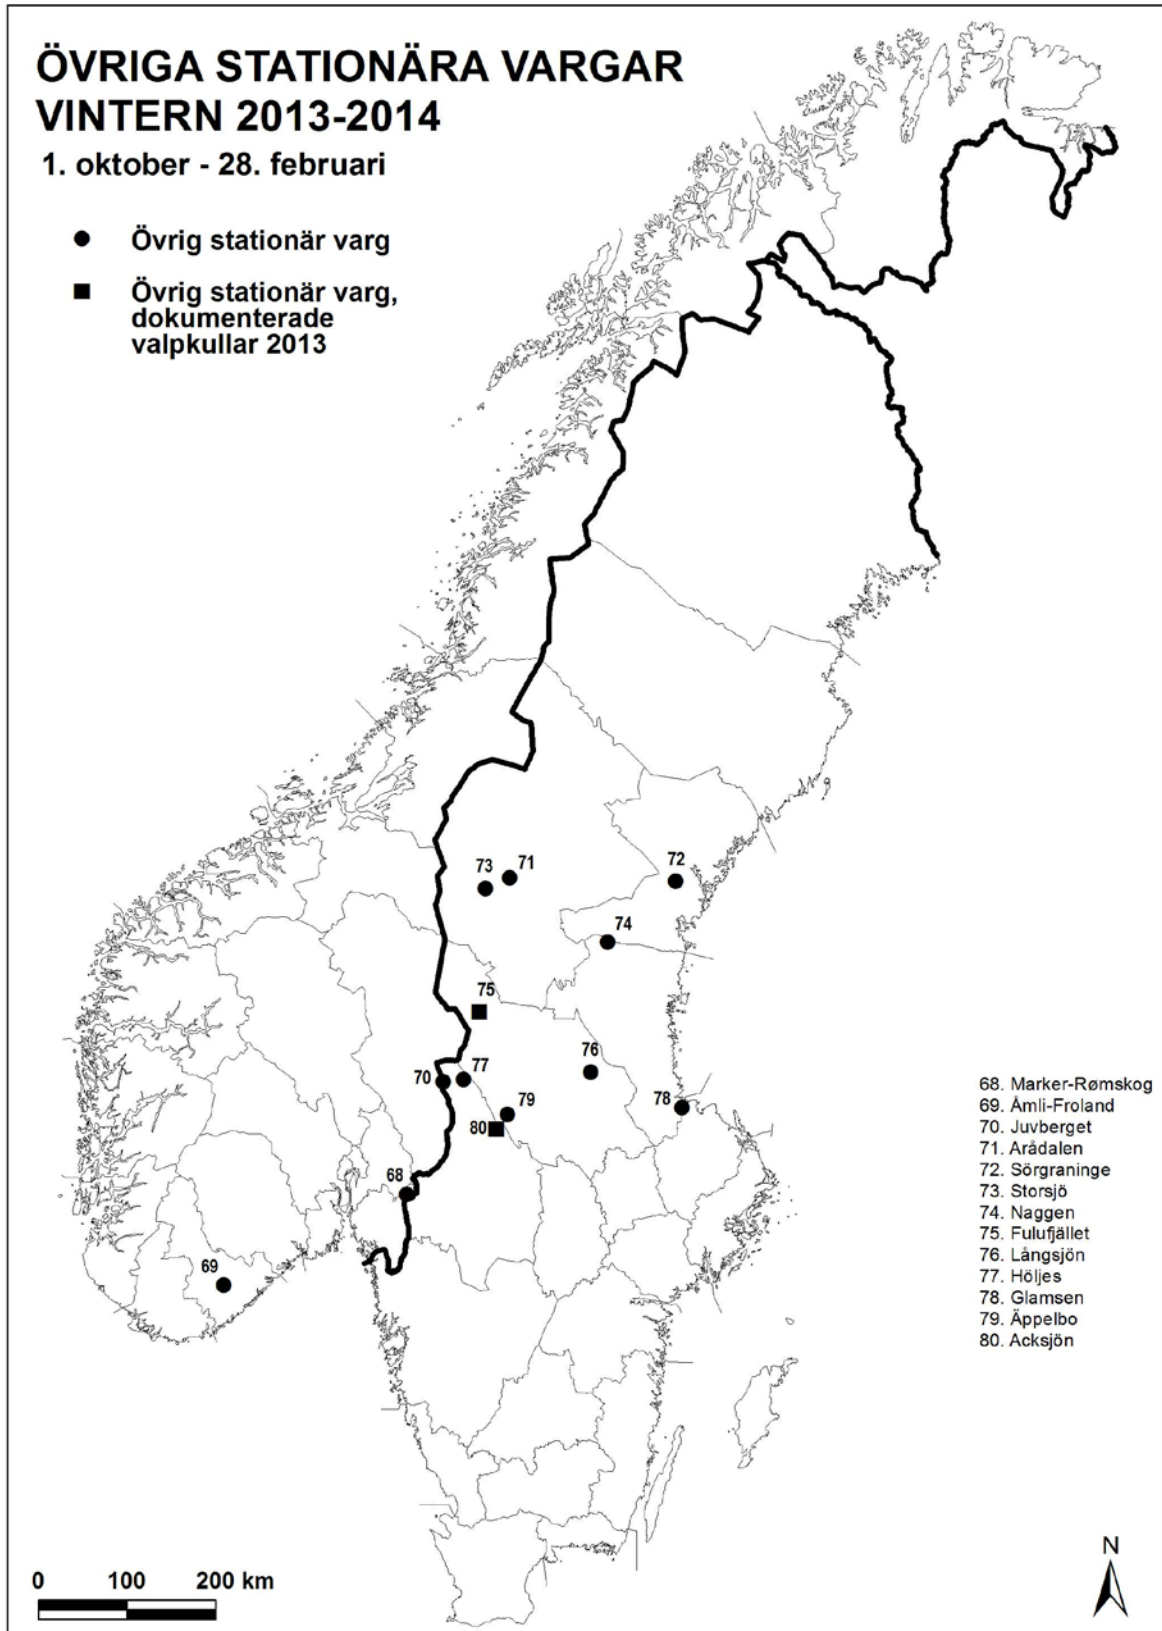 ÖVRIGA STATIONÄRA VARGAR
VINTERN 2013-2014
1. oktober - 28. februari
Övrig stationär varg
Övrig stationär varg,
dokumenterade
valpkullar 2013
73
71
72
74
75
76
77
70
79
78
80
68
69
68. Marker-Rømskog
69. Åmli-Froland
70. Juvberget
71. Arådalen
72. Sörgraninge
73. Storsjö
74. Naggen
75. Fulufjället
76. Långsjön
77. Höljes
78. Glamsen
79. Äppelbo
80. Acksjön
0 100 200 km
N